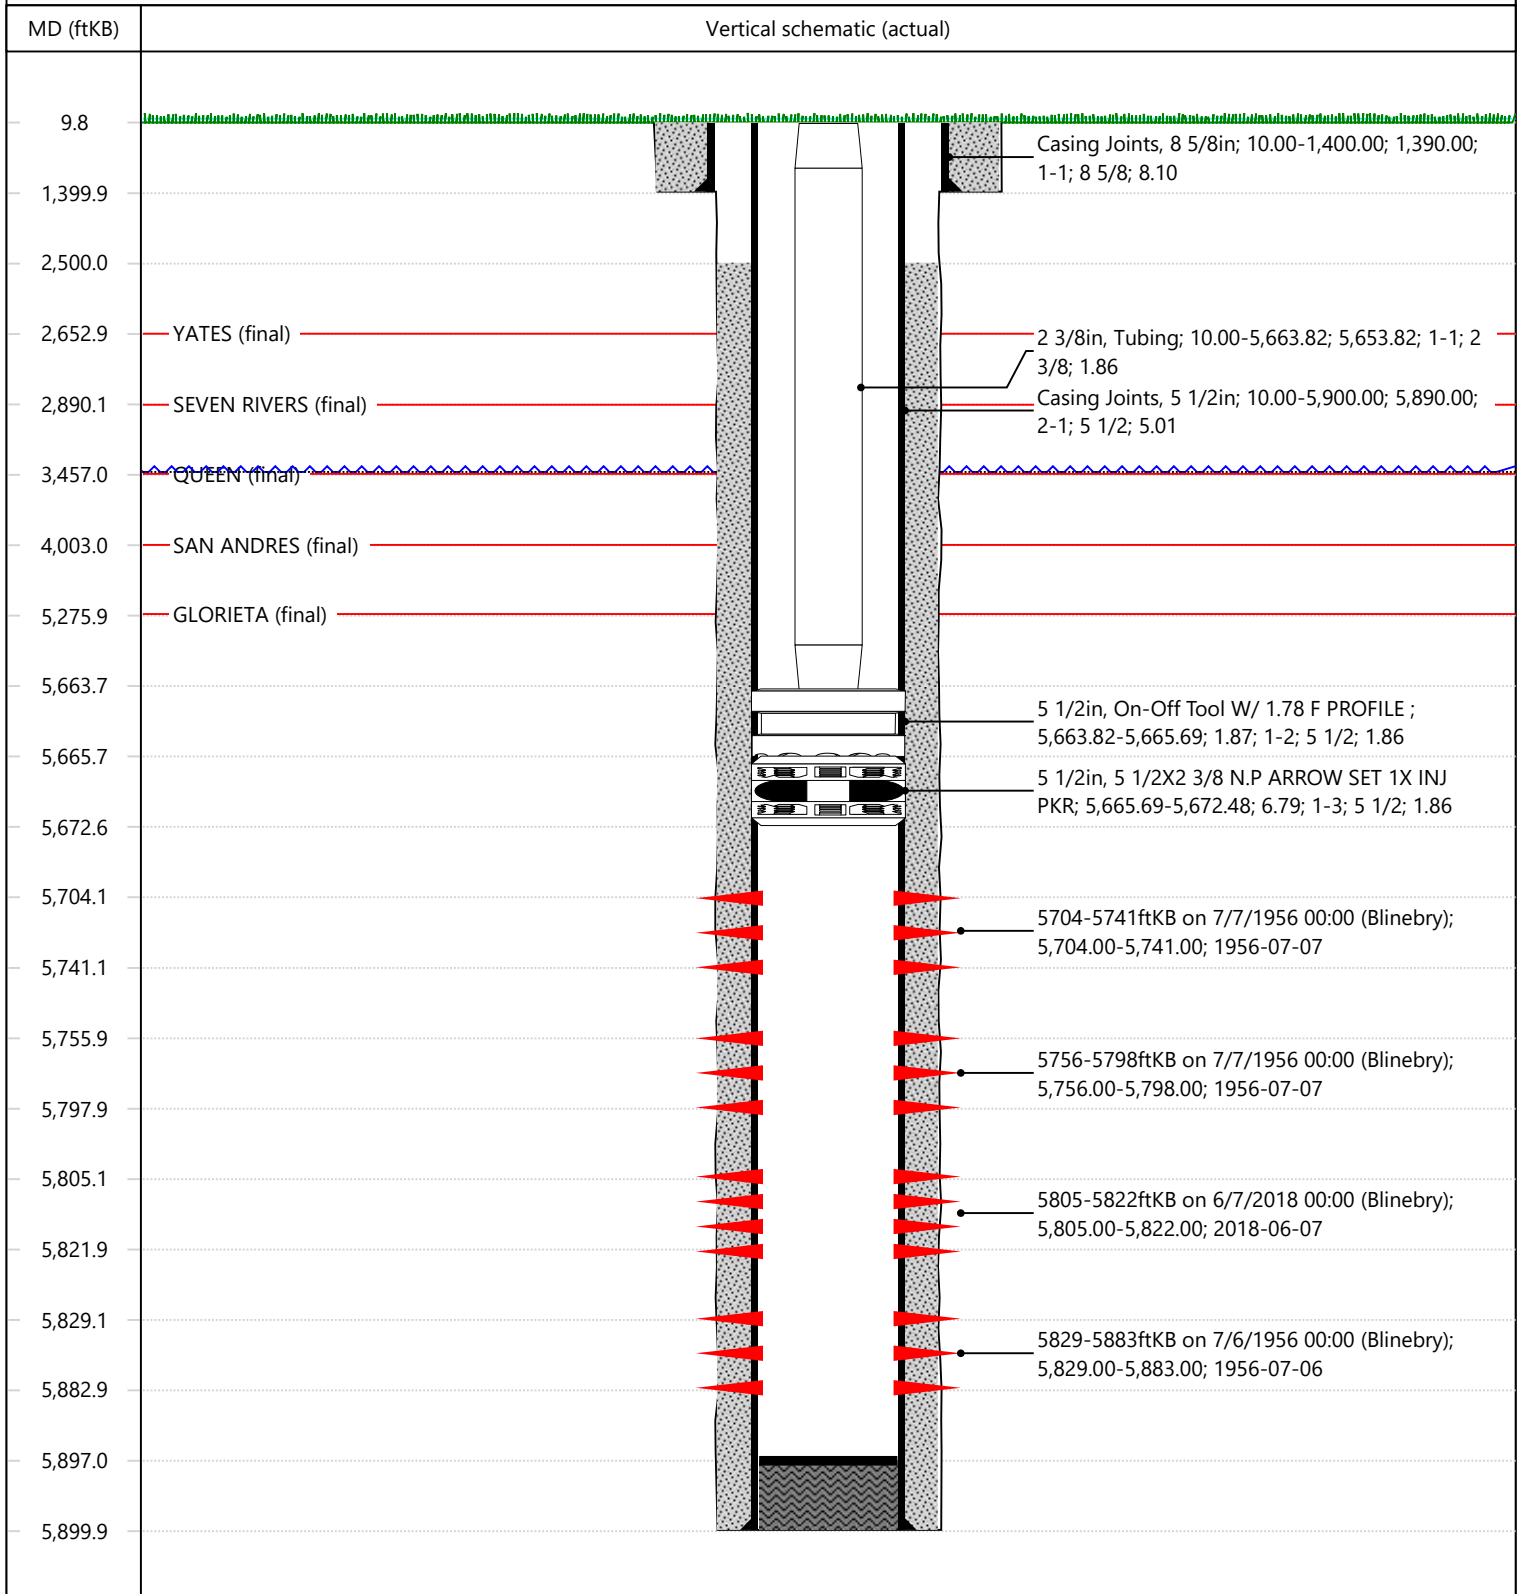 MD (ftKB)
Vertical schematic (actual)
9.8
Casing Joints, 8 5/8in; 10.00-1,400.00; 1,390.00;
1-1; 8 5/8; 8.10
1,399.9
2,500.0
2,652.9
YATES (final)
2 3/8in, Tubing; 10.00-5,663.82; 5,653.82; 1-1; 2
3/8; 1.86
2,890.1
SEVEN RIVERS (final)
Casing Joints, 5 1/2in; 10.00-5,900.00; 5,890.00;
2-1; 5 1/2; 5.01
3,457.0
QUEEN (final)
4,003.0
SAN ANDRES (final)
5,275.9
GLORIETA (final)
5,663.7
5 1/2in, On-Off Tool W/ 1.78 F PROFILE ;
5,663.82-5,665.69; 1.87; 1-2; 5 1/2; 1.86
5,665.7
5 1/2in, 5 1/2X2 3/8 N.P ARROW SET 1X INJ
PKR; 5,665.69-5,672.48; 6.79; 1-3; 5 1/2; 1.86
5,672.6
5,704.1
5704-5741ftKB on 7/7/1956 00:00 (Blinebry);
5,704.00-5,741.00; 1956-07-07
5,741.1
5,755.9
5756-5798ftKB on 7/7/1956 00:00 (Blinebry);
5,756.00-5,798.00; 1956-07-07
5,797.9
5,805.1
5805-5822ftKB on 6/7/2018 00:00 (Blinebry);
5,805.00-5,822.00; 2018-06-07
5,821.9
5,829.1
5829-5883ftKB on 7/6/1956 00:00 (Blinebry);
5,829.00-5,883.00; 1956-07-06
5,882.9
5,897.0
5,899.9